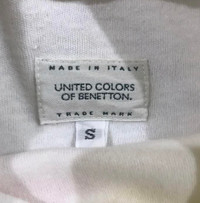 MADE IN ITALY
UNITED COLORS
OF BENETTON.
TRADE MARK
S